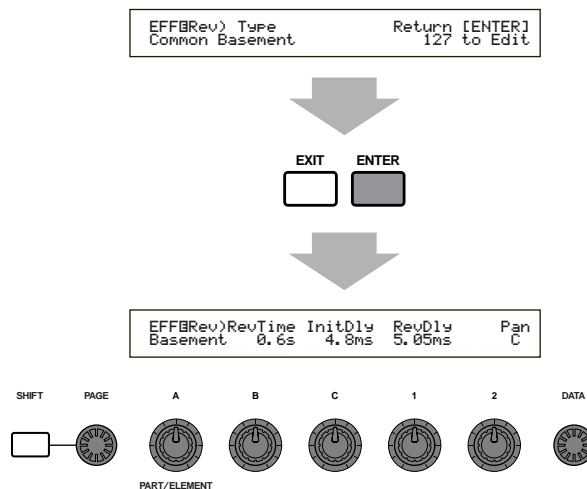 EFF⊡Rev) Type Return [ENTER]
Common Basement 127 to Edit
EXIT ENTER
EFF⊡Rev)RevTime InitDly RevDly Pan
Basement 0.6s 4.8ms 5.05ms C
SHIFT PAGE A B C 1 2 DATA
PART/ELEMENT